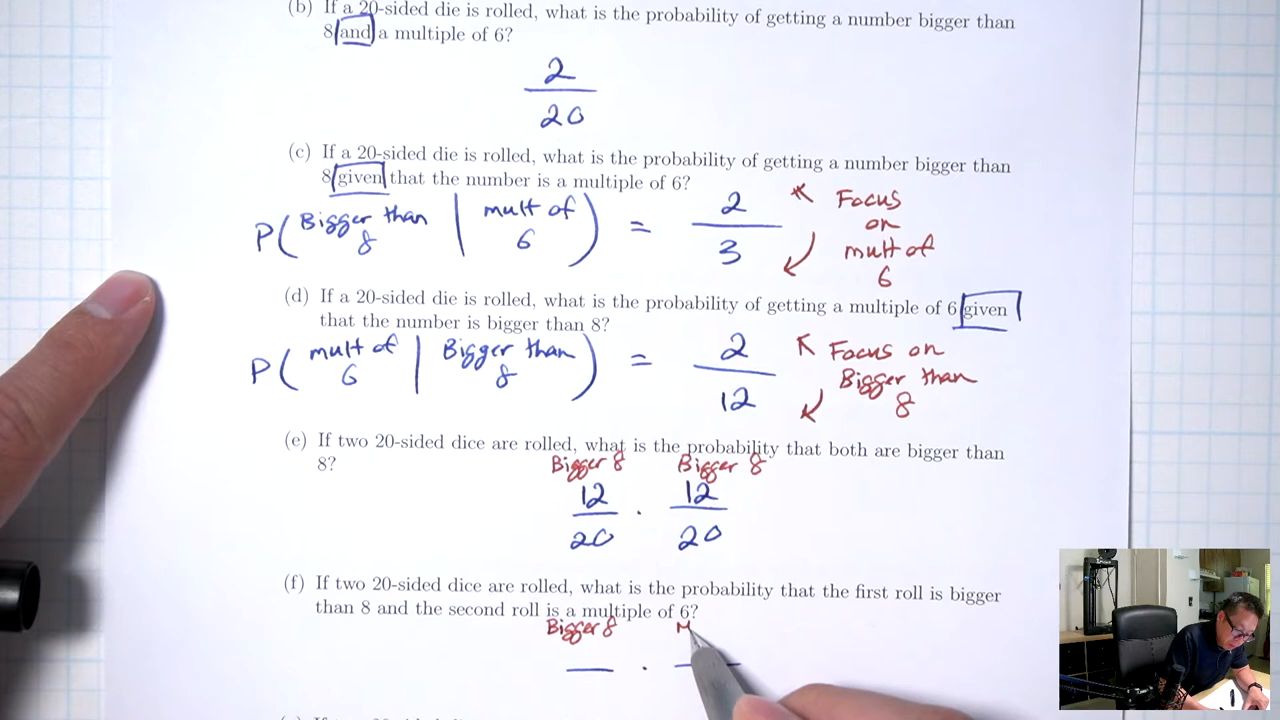 (b) If a 20-sided die is rolled, what is the probability of getting a number bigger than
8 and a multiple of 6?
2
20
(c) If a 20-sided die is rolled, what is the probability of getting a number bigger than
8 given that the number is a multiple of 6?
P( Bigger than 8 | mult of 6 ) = 2/3
Focus
on
mult of
6
(d) If a 20-sided die is rolled, what is the probability of getting a multiple of 6 given
that the number is bigger than 8?
P( mult of 6 | Bigger than 8 ) = 2/12
Focus on
Bigger than
8
(e) If two 20-sided dice are rolled, what is the probability that both are bigger than
8?
Bigger 8 Bigger 8
12/20 · 12/20
(f) If two 20-sided dice are rolled, what is the probability that the first roll is bigger
than 8 and the second roll is a multiple of 6?
Bigger 8 M